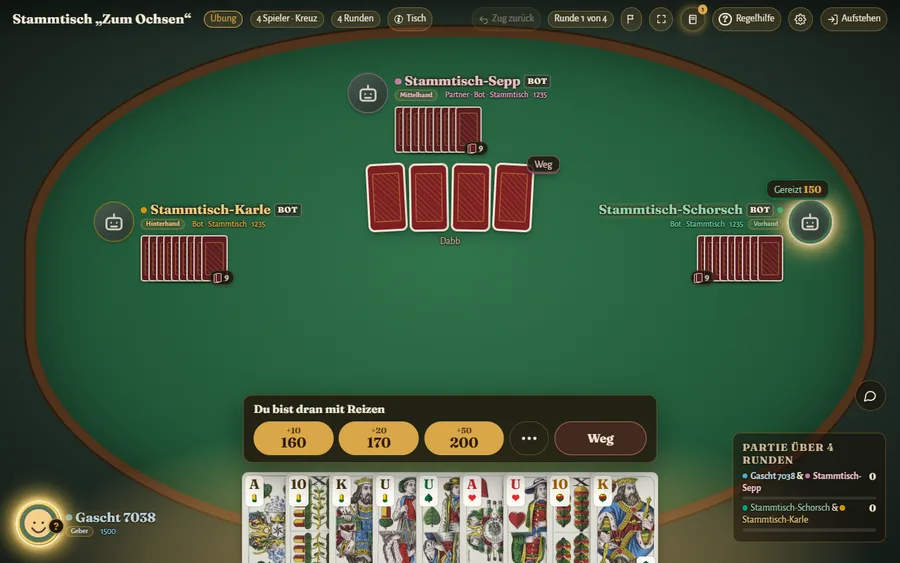 Stammtisch „Zum Ochsen“
Übung
4 Spieler · Kreuz
4 Runden
Tisch
Zug zurück
Runde 1 von 4
1
Regelhilfe
Aufstehen
Stammtisch-Sepp BOT
Mittelhand Partner · Bot · Stammtisch · 1235
9
Weg
Dabb
Stammtisch-Karle BOT
Hinterhand Bot · Stammtisch · 1235
9
Gereizt 150
Stammtisch-Schorsch BOT
Bot · Stammtisch · 1235 Vorhand
9
Du bist dran mit Reizen
+10 +20 +50
160 170 200 ••• Weg
A 10 K U U A U 10 K
PARTIE ÜBER 4
RUNDEN
Gascht 7038 & Stammtisch-
Sepp
0
Stammtisch-Schorsch &
Stammtisch-Karle
0
?
Gascht 7038
Geber 1500